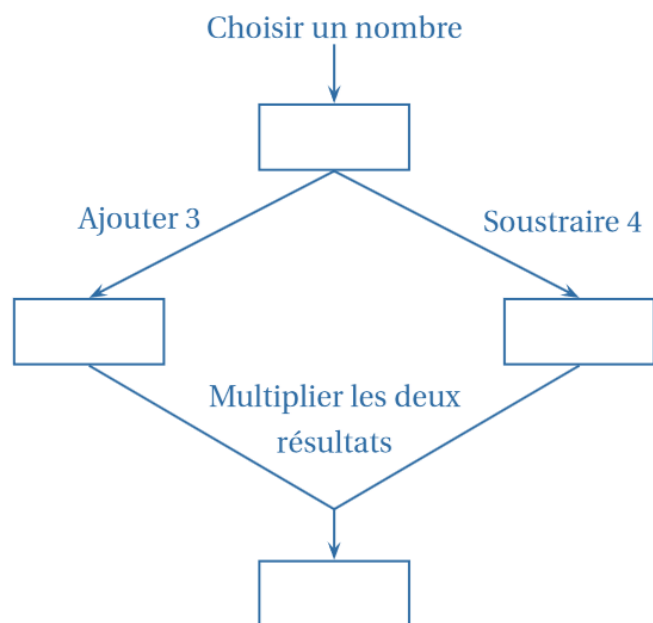 Choisir un nombre
Ajouter 3
Soustraire 4
Multiplier les deux
résultats